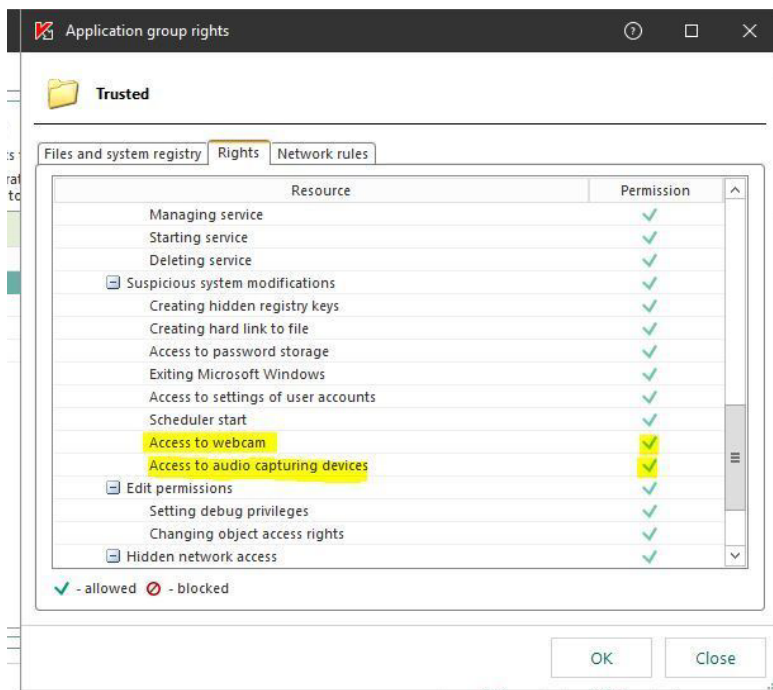 Application group rights
Trusted
Files and system registry Rights Network rules
Resource Permission
Managing service
Starting service
Deleting service
Suspicious system modifications
Creating hidden registry keys
Creating hard link to file
Access to password storage
Exiting Microsoft Windows
Access to settings of user accounts
Scheduler start
Access to webcam
Access to audio capturing devices
Edit permissions
Setting debug privileges
Changing object access rights
Hidden network access
- allowed - blocked
OK Close